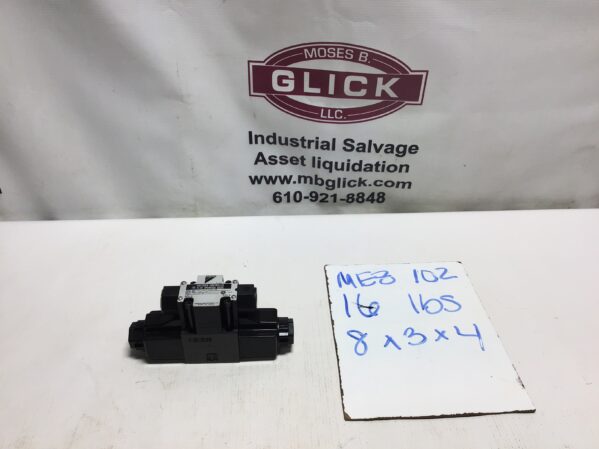 MOSES B.
GLICK
LLC.
Industrial Salvage
Asset liquidation
www.mbglick.com
610-921-8848
ME8 102
16 lbs
8 x 3 x 4